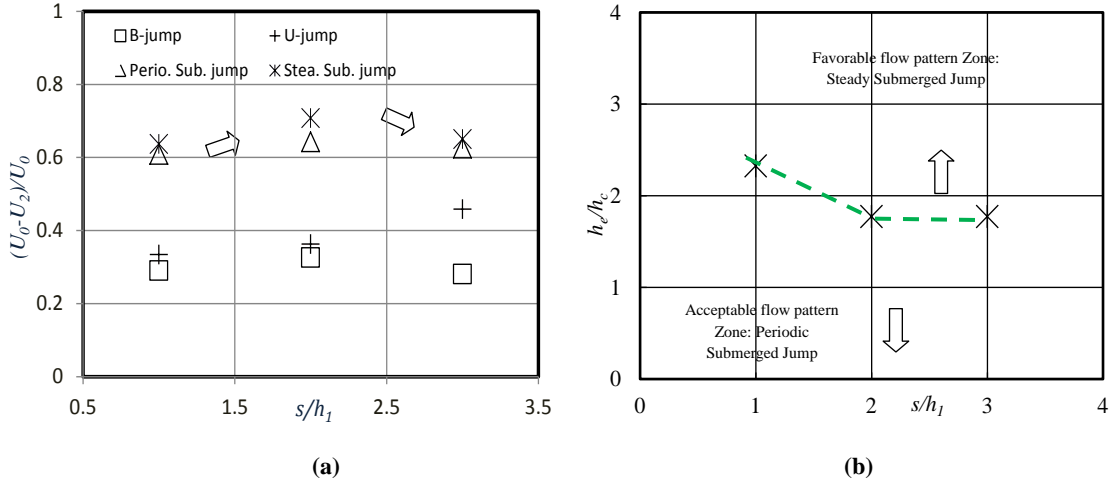 1
0.8
0.6
0.4
0.2
0
(U0-U2)/U0
B-jump
U-jump
Perio. Sub. jump
Stea. Sub. jump
0.5
1.5
2.5
3.5
s/h1
(a)
4
3
2
1
0
he/hc
Favorable flow pattern Zone:
Steady Submerged Jump
Acceptable flow pattern
Zone: Periodic
Submerged Jump
1
2
3
4
s/h1
(b)